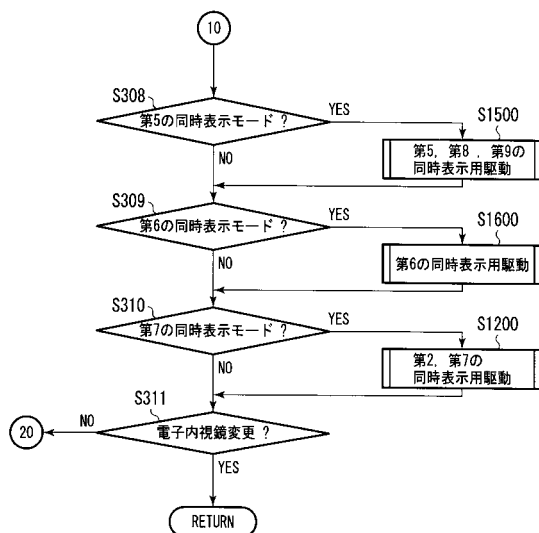 10
S308
第5の同時表示モード ?
YES
S1500
第5, 第8 , 第9の
同時表示用駆動
NO
S309
第6の同時表示モード ?
YES
S1600
第6の同時表示用駆動
NO
S310
第7の同時表示モード ?
YES
S1200
第2, 第7の
同時表示用駆動
NO
S311
20
NO
電子内視鏡変更 ?
YES
RETURN